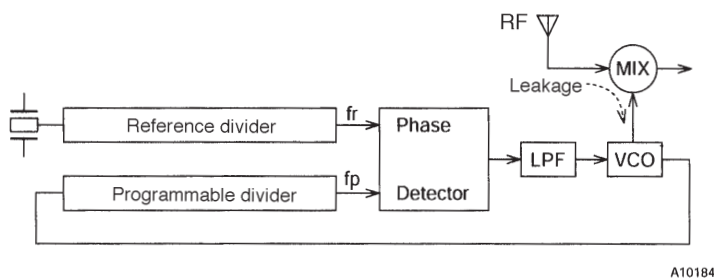 RF
MIX
Leakage
Reference divider
fr
Phase
Detector
LPF
VCO
Programmable divider
fp
A10184